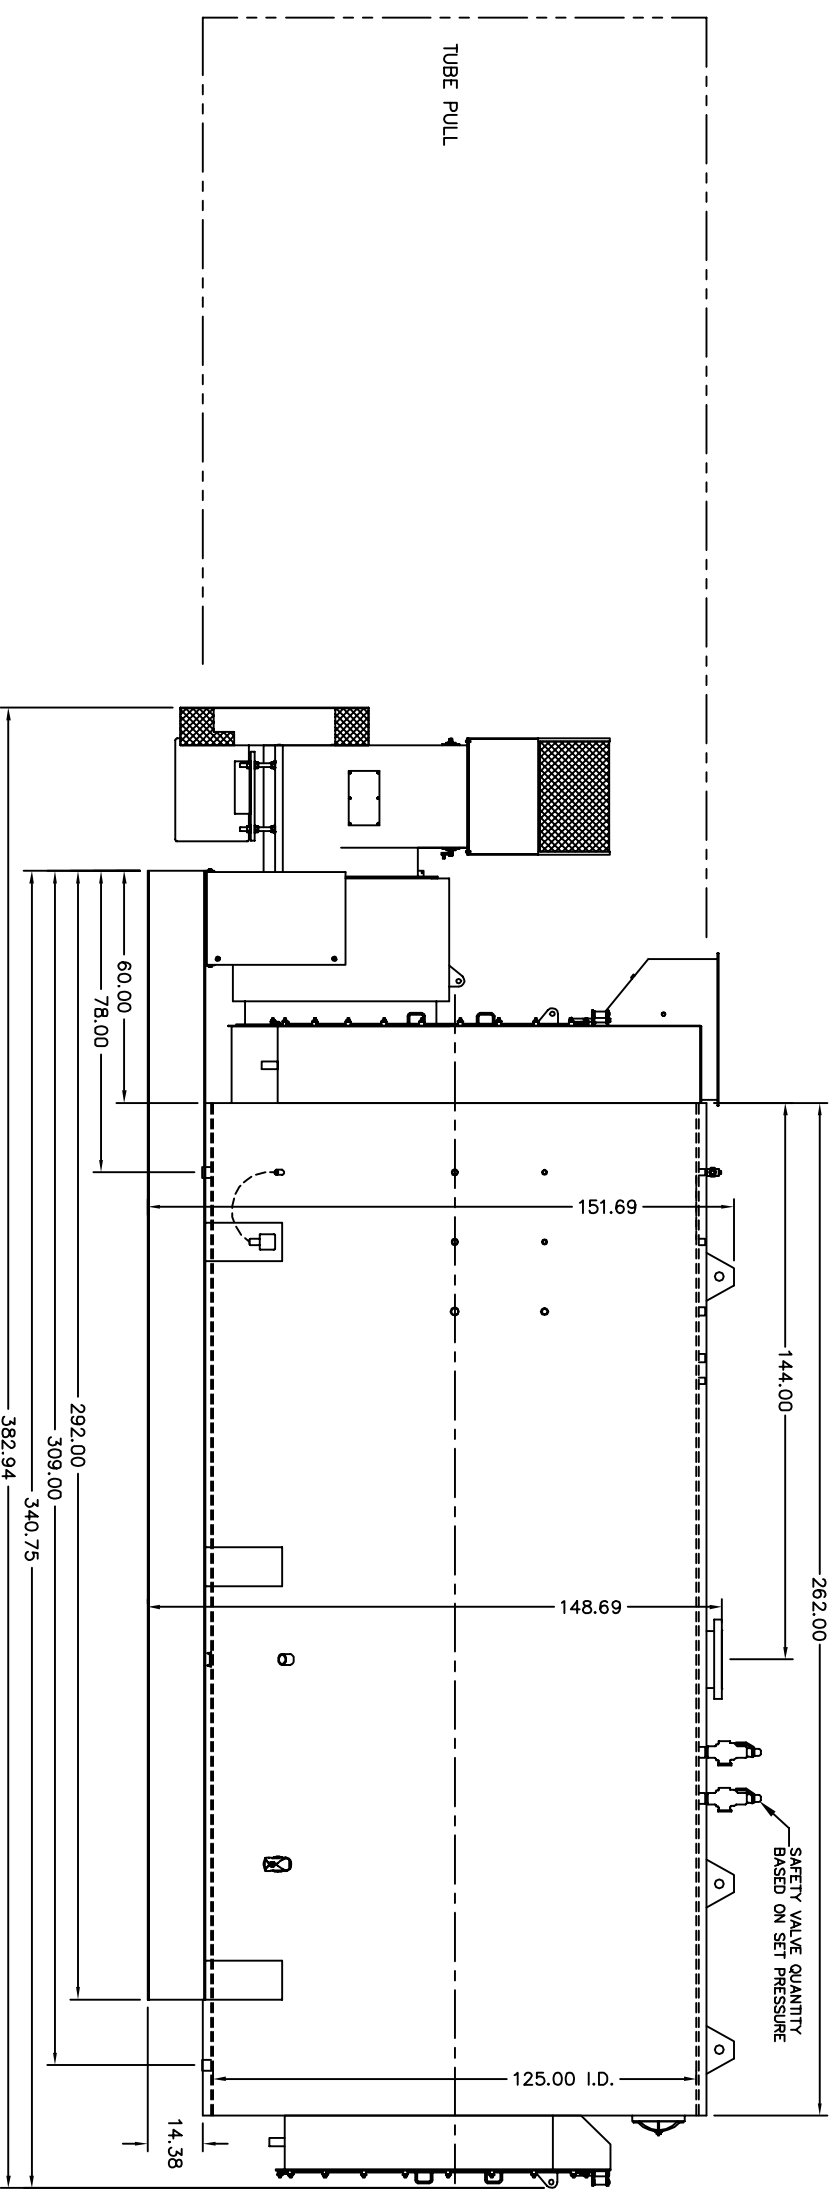 TUBE PULL
60.00
78.00
151.69
144.00
292.00
309.00
340.75
382.94
148.69
262.00
SAFETY VALVE QUANTITY
BASED ON SET PRESSURE
125.00 I.D.
14.38